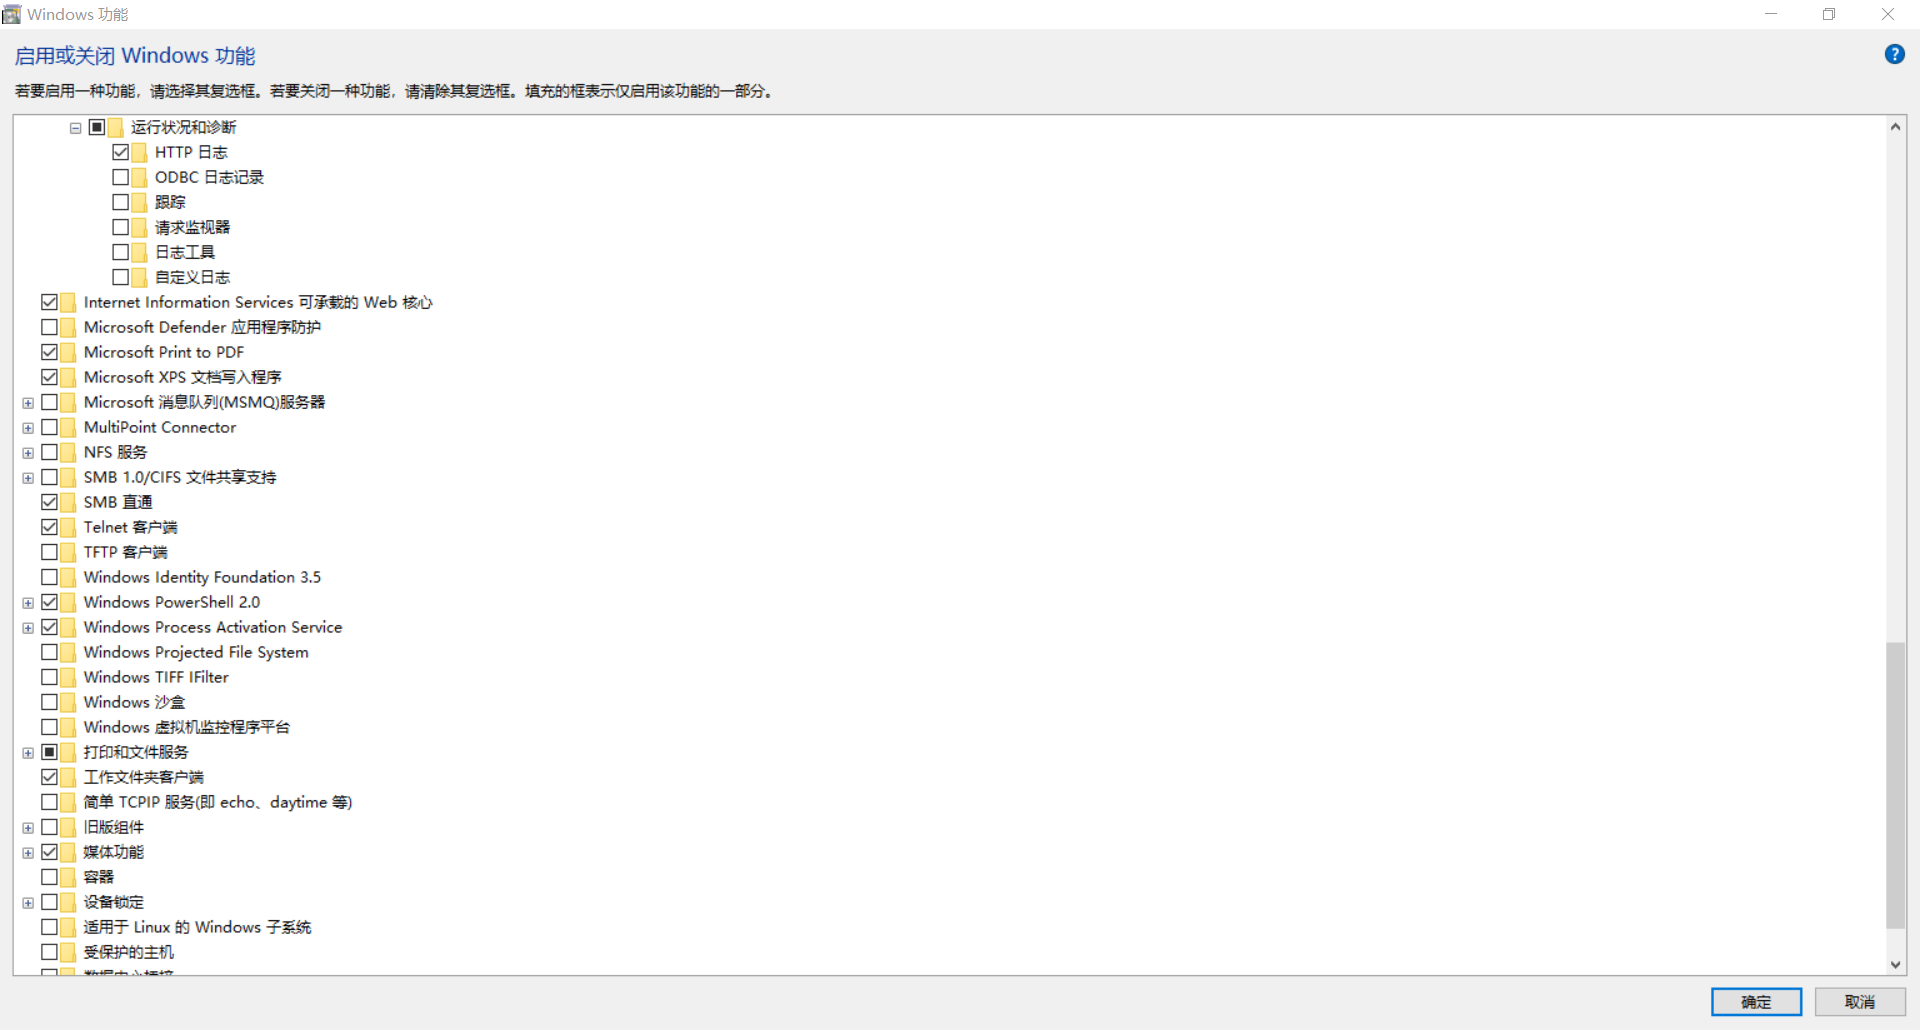 Windows 功能
启用或关闭 Windows 功能
若要启用一种功能，请选择其复选框。若要关闭一种功能，请清除其复选框。填充的框表示仅启用该功能的一部分。
运行状况和诊断
HTTP 日志
ODBC 日志记录
跟踪
请求监视器
日志工具
自定义日志
Internet Information Services 可承载的 Web 核心
Microsoft Defender 应用程序防护
Microsoft Print to PDF
Microsoft XPS 文档写入程序
Microsoft 消息队列(MSMQ)服务器
MultiPoint Connector
NFS 服务
SMB 1.0/CIFS 文件共享支持
SMB 直通
Telnet 客户端
TFTP 客户端
Windows Identity Foundation 3.5
Windows PowerShell 2.0
Windows Process Activation Service
Windows Projected File System
Windows TIFF IFilter
Windows 沙盒
Windows 虚拟机监控程序平台
打印和文件服务
工作文件夹客户端
简单 TCPIP 服务(即 echo、daytime 等)
旧版组件
媒体功能
容器
设备锁定
适用于 Linux 的 Windows 子系统
受保护的主机
数据中心桥接
确定
取消